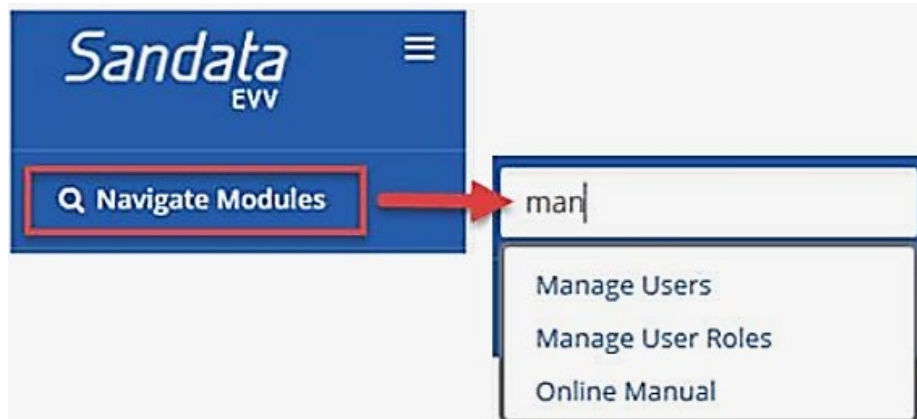 Sandata
EVV
Navigate Modules
man
Manage Users
Manage User Roles
Online Manual